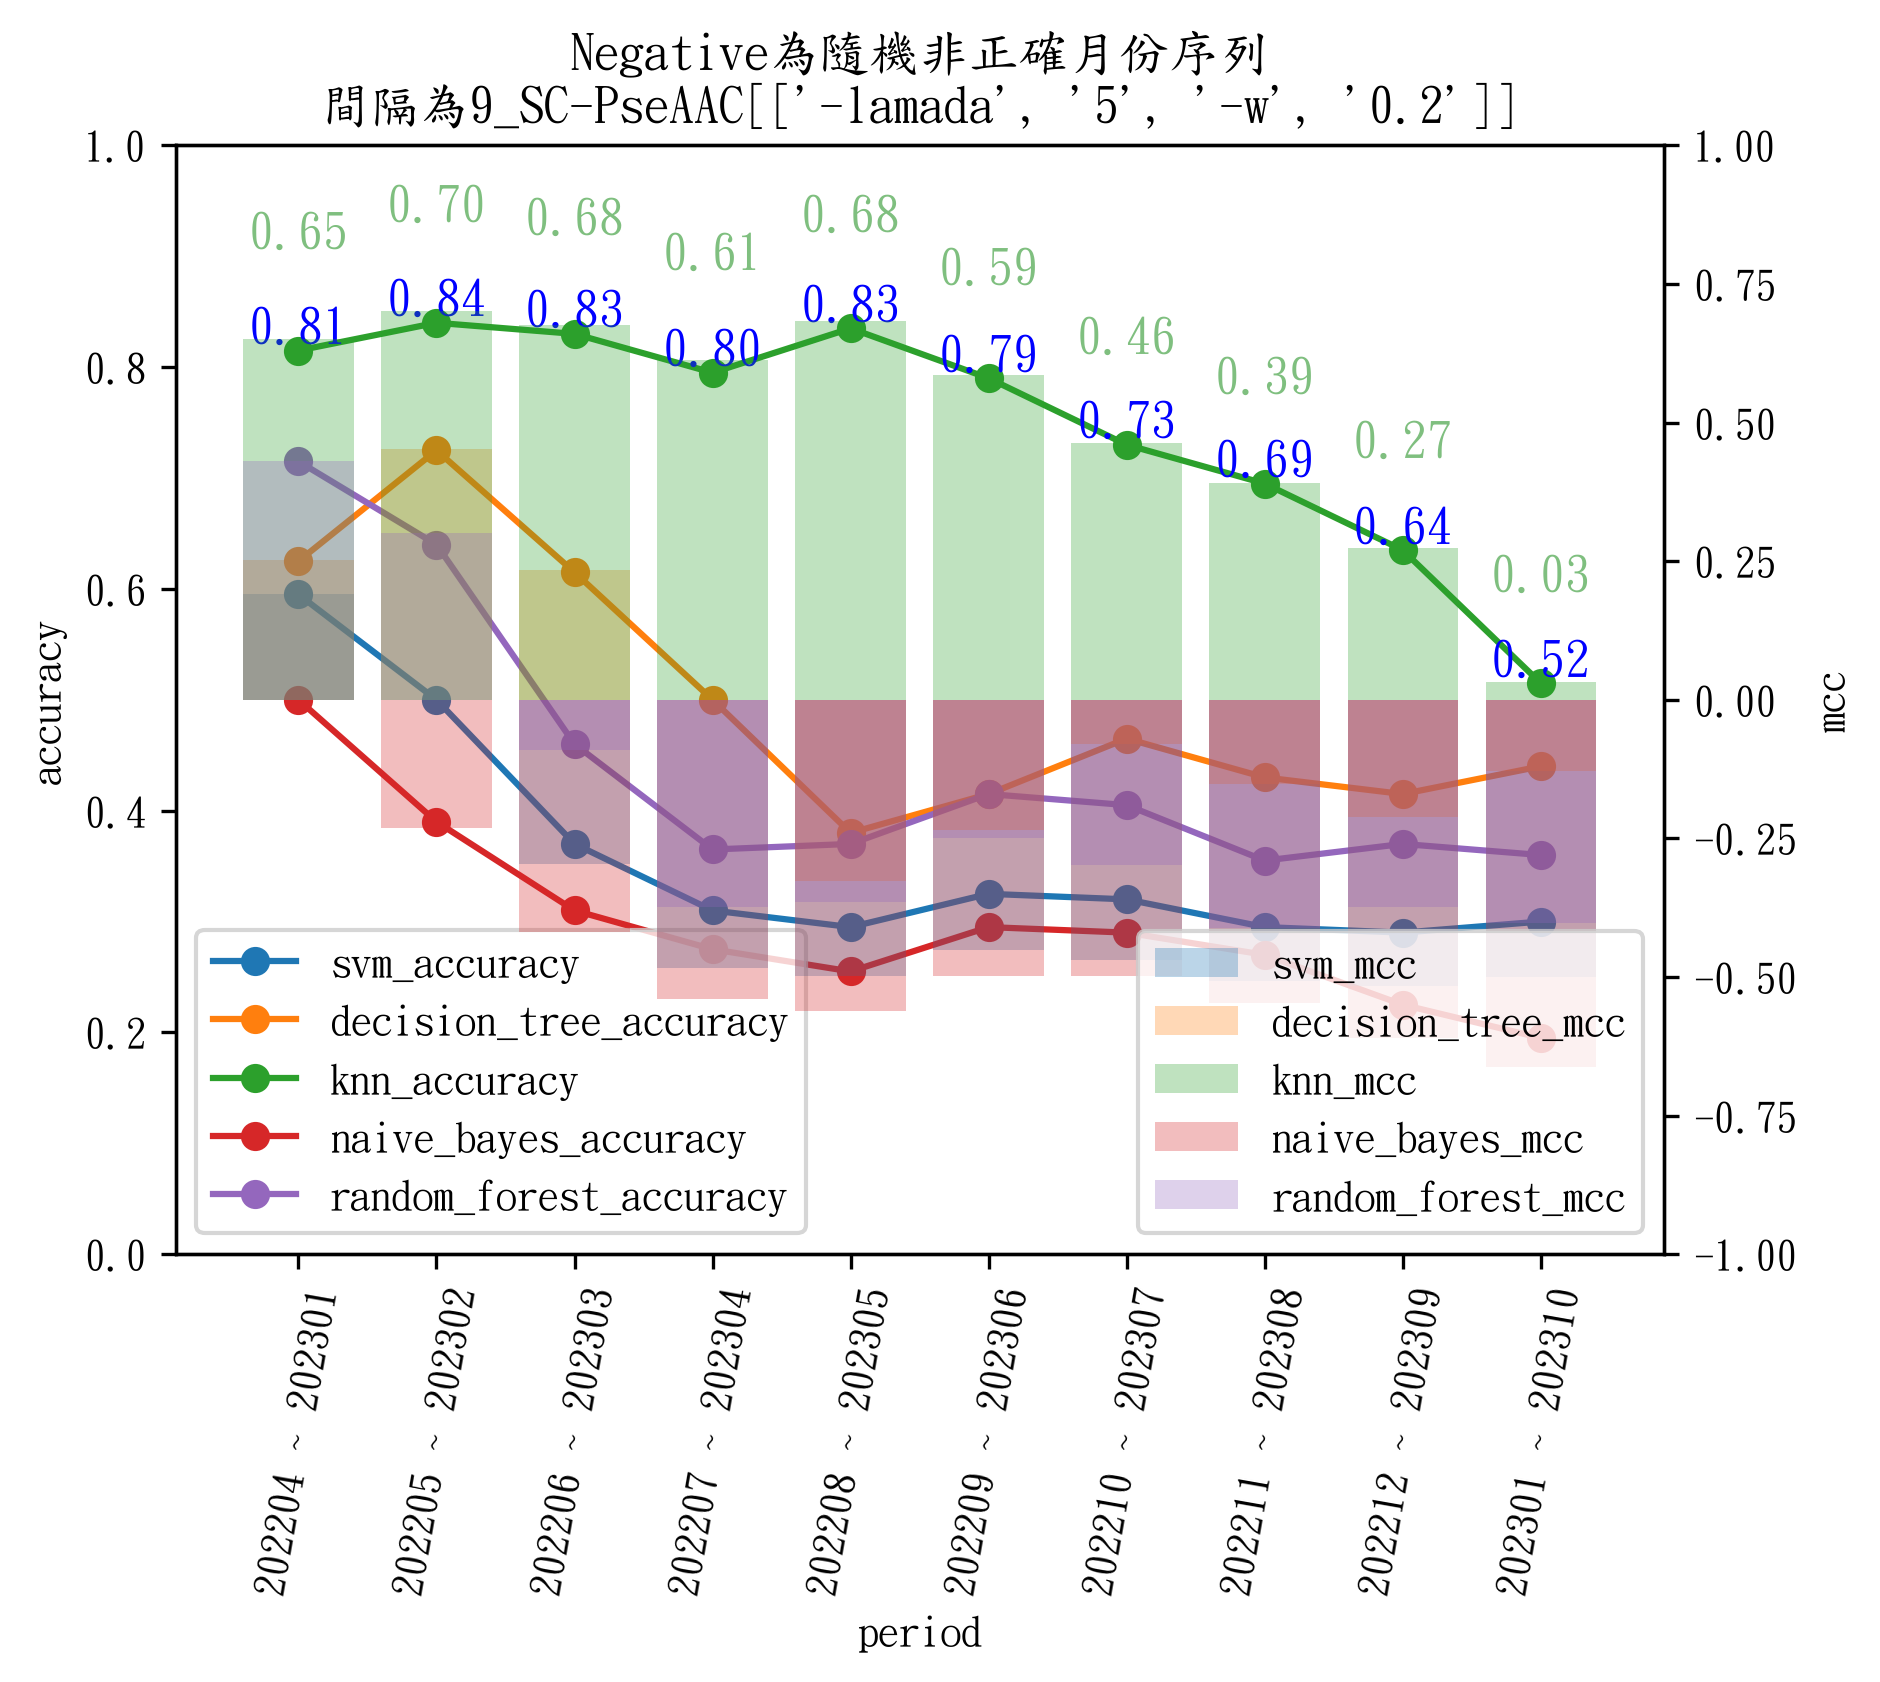 Negative為隨機非正確月份序列
間隔為9_SC-PseAAC[['-lamada', '5', '-w', '0.2']]
1.0
0.8
0.6
0.4
0.2
0.0
accuracy
1.00
0.75
0.50
0.25
0.00
-0.25
-0.50
-0.75
-1.00
mcc
0.65
0.70
0.68
0.61
0.68
0.59
0.46
0.39
0.27
0.03
0.81
0.84
0.83
0.80
0.83
0.79
0.73
0.69
0.64
0.52
svm_accuracy
decision_tree_accuracy
knn_accuracy
naive_bayes_accuracy
random_forest_accuracy
svm_mcc
decision_tree_mcc
knn_mcc
naive_bayes_mcc
random_forest_mcc
202204 ~ 202301
202205 ~ 202302
202206 ~ 202303
202207 ~ 202304
202208 ~ 202305
202209 ~ 202306
202210 ~ 202307
202211 ~ 202308
202212 ~ 202309
202301 ~ 202310
period